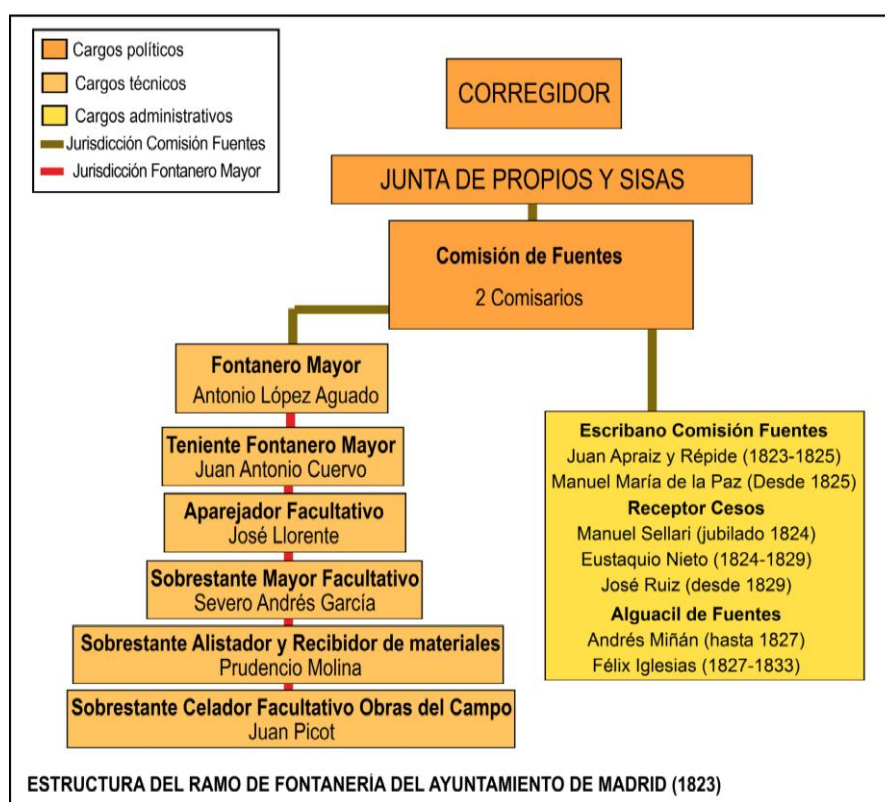 Cargos políticos
Cargos técnicos
Cargos administrativos
Jurisdicción Comisión Fuentes
Jurisdicción Fontanero Mayor
CORREGIDOR
JUNTA DE PROPIOS Y SISAS
Comisión de Fuentes
2 Comisarios
Fontanero Mayor
Antonio López Aguado
Teniente Fontanero Mayor
Juan Antonio Cuervo
Aparejador Facultativo
José Llorente
Sobrestante Mayor Facultativo
Severo Andrés García
Sobrestante Alistador y Recibidor de materiales
Prudencio Molina
Sobrestante Celador Facultativo Obras del Campo
Juan Picot
Escribano Comisión Fuentes
Juan Apraiz y Répide (1823-1825)
Manuel María de la Paz (Desde 1825)
Receptor Cesos
Manuel Sellari (jubilado 1824)
Eustaquio Nieto (1824-1829)
José Ruiz (desde 1829)
Alguacil de Fuentes
Andrés Miñán (hasta 1827)
Félix Iglesias (1827-1833)
ESTRUCTURA DEL RAMO DE FONTANERÍA DEL AYUNTAMIENTO DE MADRID (1823)